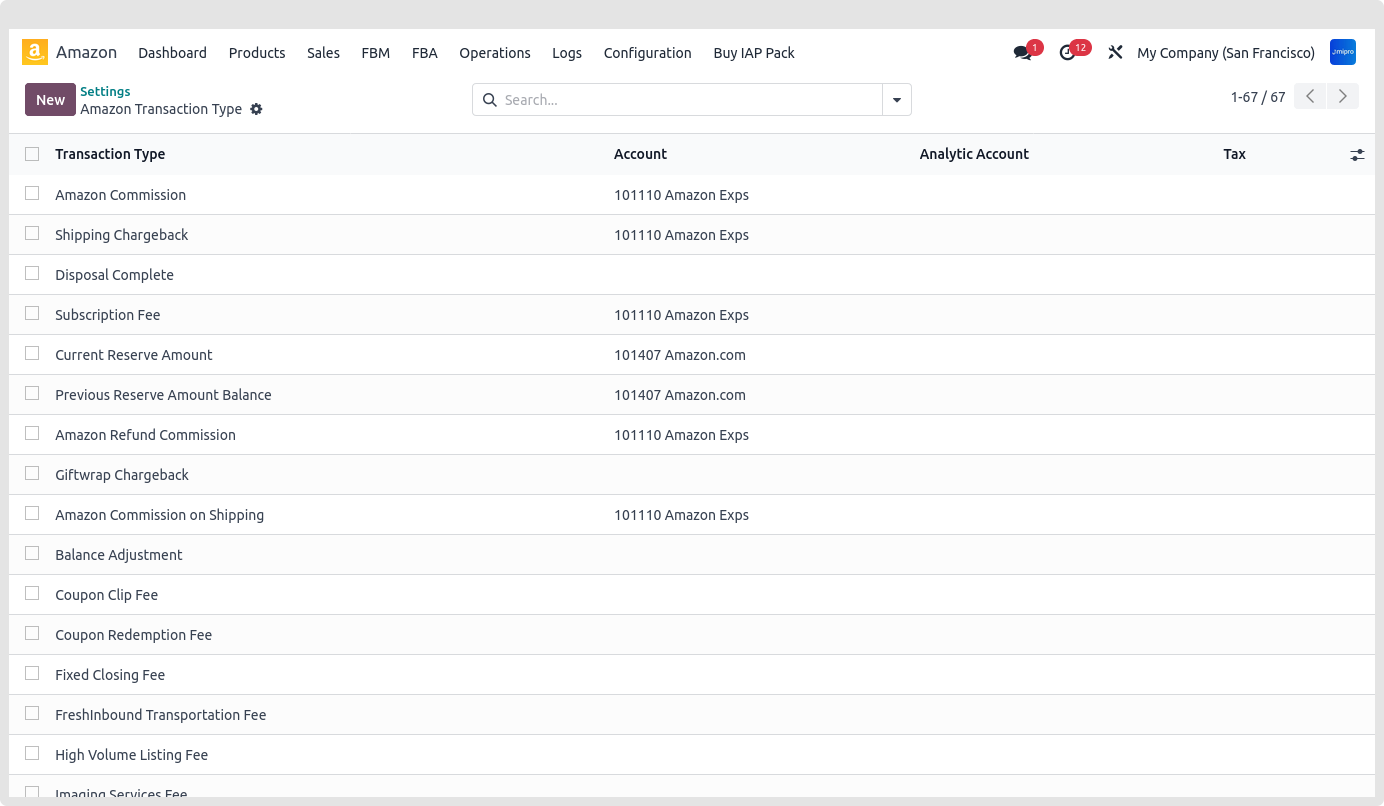 Amazon Dashboard Products Sales FBM FBA Operations Logs Configuration Buy IAP Pack 1 12 My Company (San Francisco)
New Settings
Amazon Transaction Type
Search...
1-67 / 67
Transaction Type Account Analytic Account Tax
Amazon Commission 101110 Amazon Exps
Shipping Chargeback 101110 Amazon Exps
Disposal Complete
Subscription Fee 101110 Amazon Exps
Current Reserve Amount 101407 Amazon.com
Previous Reserve Amount Balance 101407 Amazon.com
Amazon Refund Commission 101110 Amazon Exps
Giftwrap Chargeback
Amazon Commission on Shipping 101110 Amazon Exps
Balance Adjustment
Coupon Clip Fee
Coupon Redemption Fee
Fixed Closing Fee
FreshInbound Transportation Fee
High Volume Listing Fee
Imaging Services Fee